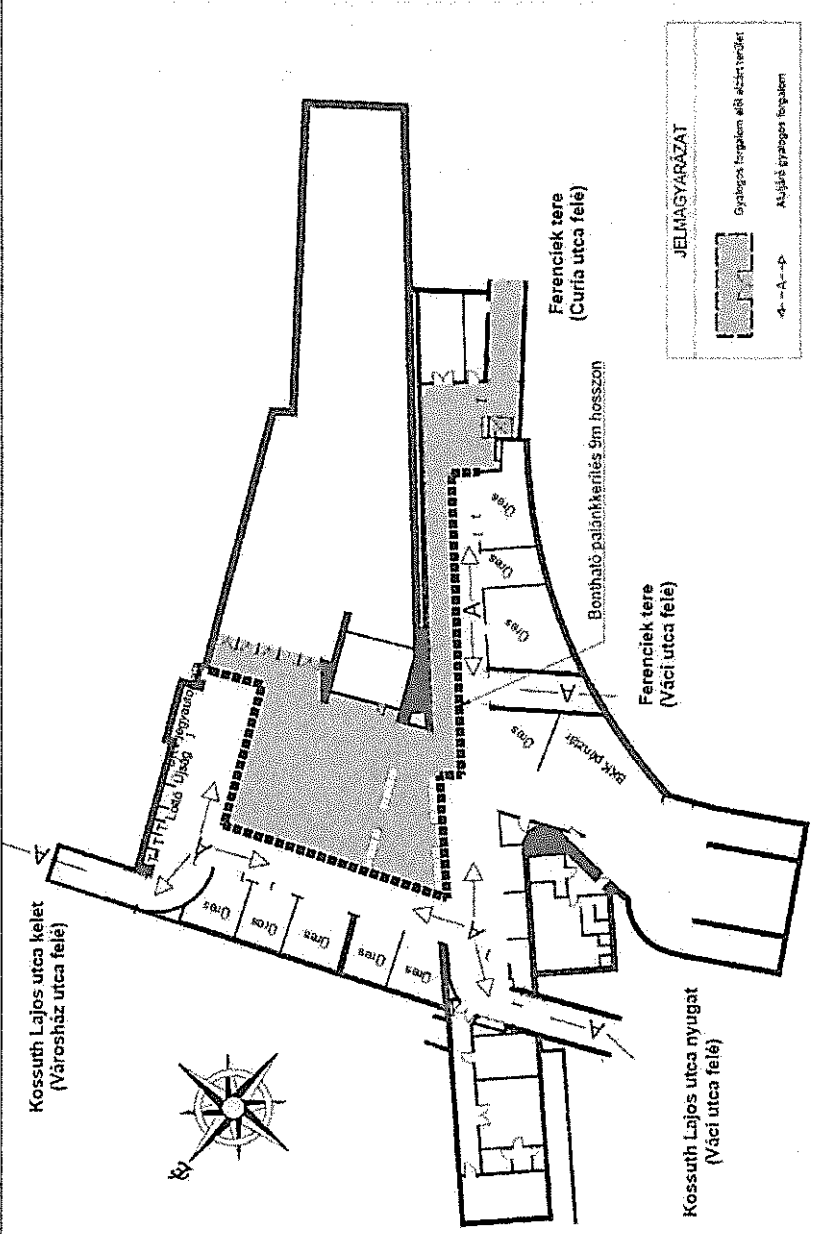 Kossuth Lajos utca kelet
(Városház utca felé)
A
Lottó
Újság
jegyauto
A
Üres
Üres
Üres
Üres
Üres
A
A
Kossuth Lajos utca nyugat
(Váci utca felé)
Üres
BKK pénztár
A
Ferenciek tere
(Váci utca felé)
A
Üres
Üres
Üres
Bontható palánkkerítés 9m hosszon
Ferenciek tere
(Curia utca felé)
JELMAGYARÁZAT
Gyalogos forgalom elől elzárt terület
A
Aluljáró gyalogos forgalom